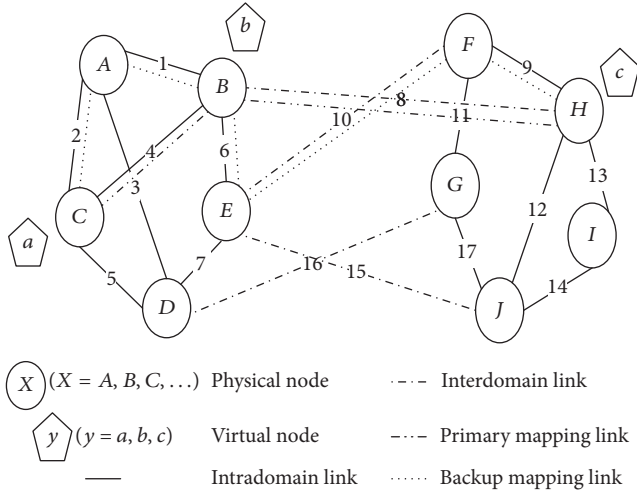 b
A
1
B
F
9
c
H
8
10
11
2
4
6
3
C
E
G
13
12
a
I
5
7
16
15
17
D
J
14
X (X = A, B, C, …) Physical node Interdomain link
y (y = a, b, c) Virtual node Primary mapping link
Intradomain link Backup mapping link